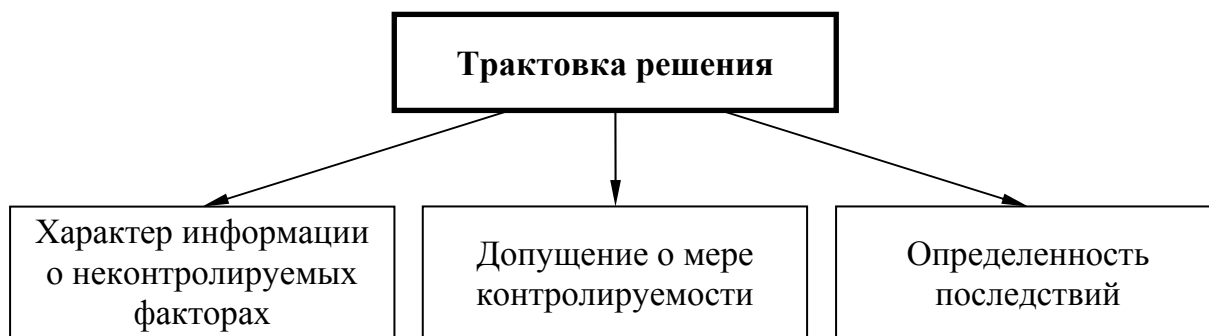 Трактовка решения
Характер информации
о неконтролируемых
факторах
Допущение о мере
контролируемости
Определенность
последствий